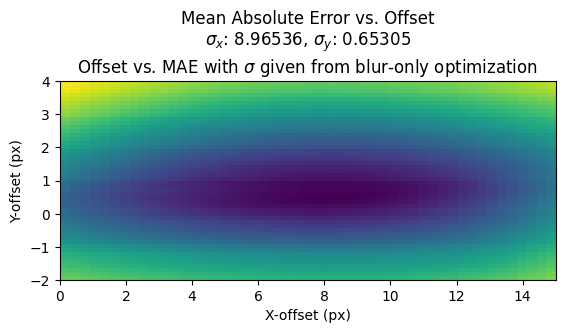 Mean Absolute Error vs. Offset
σx: 8.96536, σy: 0.65305
Offset vs. MAE with σ given from blur-only optimization
4
3
2
1
0
−1
−2
Y-offset (px)
0 2 4 6 8 10 12 14
X-offset (px)